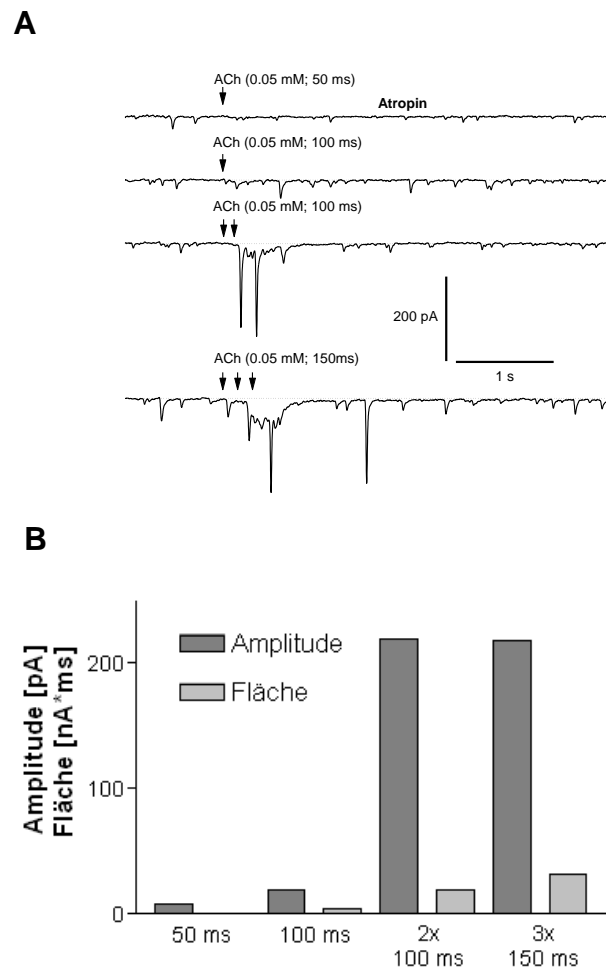 A
ACh (0.05 mM; 50 ms)
Atropin
ACh (0.05 mM; 100 ms)
ACh (0.05 mM; 100 ms)
200 pA
1 s
ACh (0.05 mM; 150ms)
B
Amplitude [pA]
Fläche [nA*ms]
200
100
0
Amplitude
Fläche
50 ms
100 ms
2x
100 ms
3x
150 ms